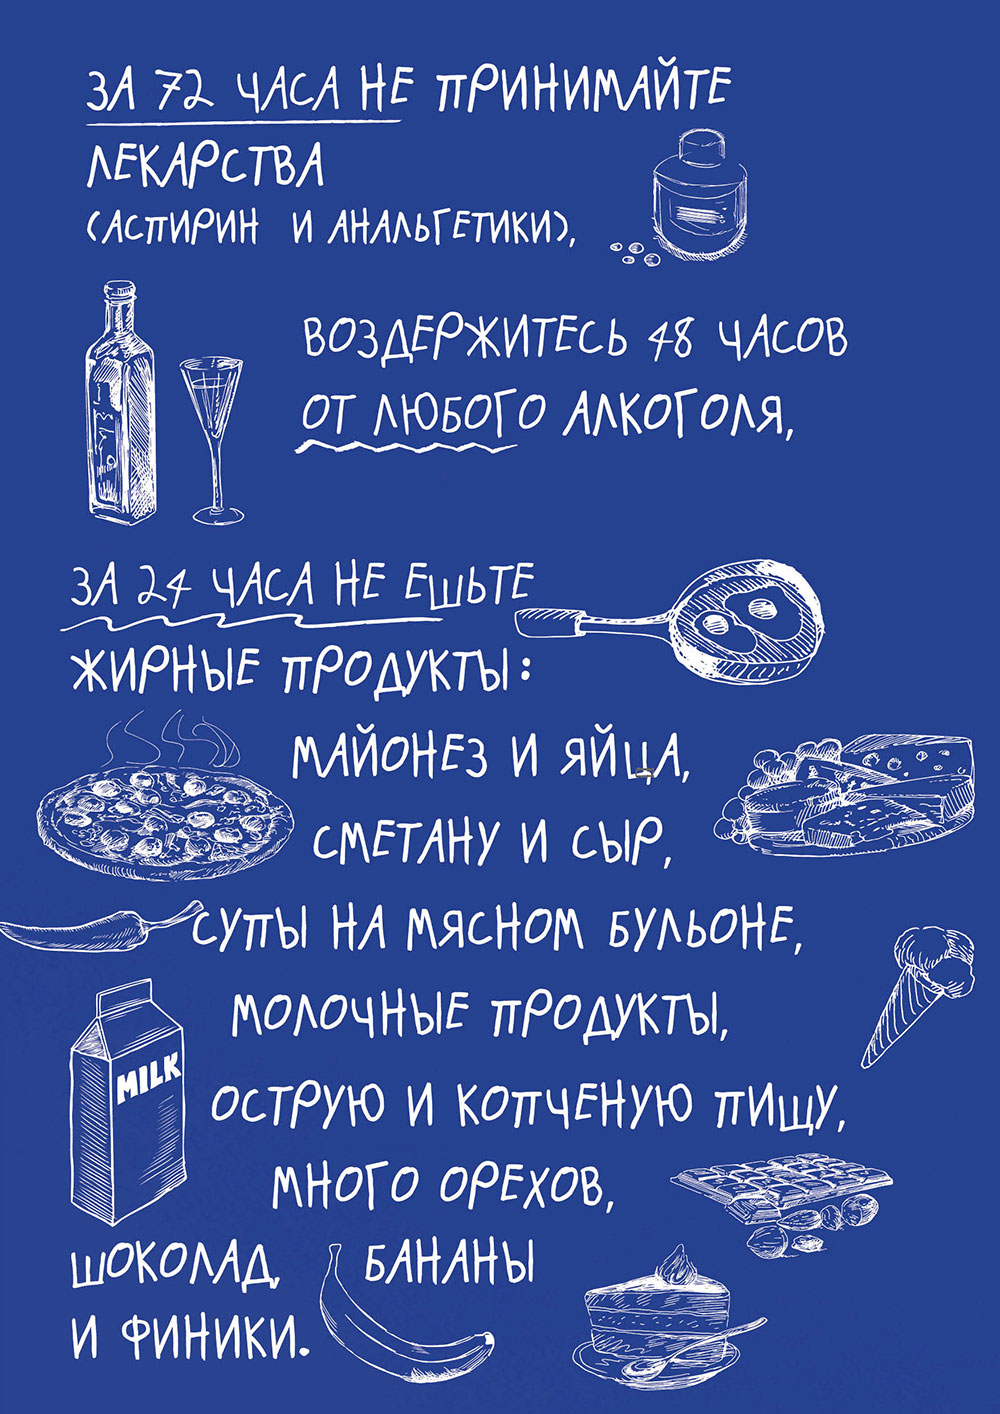 ЗА 72 ЧАСА НЕ ПРИНИМАЙТЕ
ЛЕКАРСТВА
(АСПИРИН И АНАЛЬГЕТИКИ),
ВОЗДЕРЖИТЕСЬ 48 ЧАСОВ
ОТ ЛЮБОГО АЛКОГОЛЯ,
ЗА 24 ЧАСА НЕ ЕШЬТЕ
ЖИРНЫЕ ПРОДУКТЫ:
МАЙОНЕЗ И ЯЙЦА,
СМЕТАНУ И СЫР,
СУПЫ НА МЯСНОМ БУЛЬОНЕ,
МОЛОЧНЫЕ ПРОДУКТЫ,
MILK
ОСТРУЮ И КОПЧЕНУЮ ПИЩУ,
МНОГО ОРЕХОВ,
ШОКОЛАД, БАНАНЫ
И ФИНИКИ.